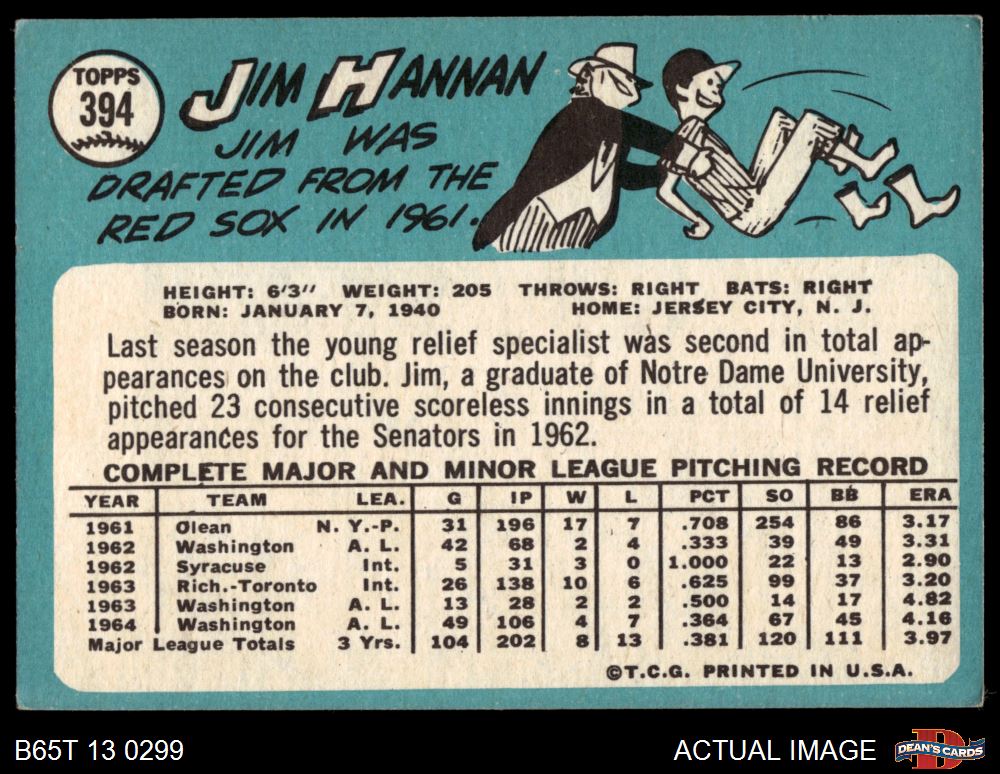 TOPPS
394
JIM HANNAN
JIM WAS
DRAFTED FROM THE
RED SOX IN 1961.
HEIGHT: 6'3" WEIGHT: 205 THROWS: RIGHT BATS: RIGHT
BORN: JANUARY 7, 1940 HOME: JERSEY CITY, N. J.
Last season the young relief specialist was second in total ap-
pearances on the club. Jim, a graduate of Notre Dame University,
pitched 23 consecutive scoreless innings in a total of 14 relief
appearances for the Senators in 1962.
COMPLETE MAJOR AND MINOR LEAGUE PITCHING RECORD
YEAR TEAM LEA. G IP W L PCT SO BB ERA
1961 Olean N. Y.-P. 31 196 17 7 .708 254 86 3.17
1962 Washington A. L. 42 68 2 4 .333 39 49 3.31
1962 Syracuse Int. 5 31 3 0 1.000 22 13 2.90
1963 Rich.-Toronto Int. 26 138 10 6 .625 99 37 3.20
1963 Washington A. L. 13 28 2 2 .500 14 17 4.82
1964 Washington A. L. 49 106 4 7 .364 67 45 4.16
Major League Totals 3 Yrs. 104 202 8 13 .381 120 111 3.97
©T.C.G. PRINTED IN U.S.A.
B65T 13 0299 ACTUAL IMAGE DEAN'S CARDS